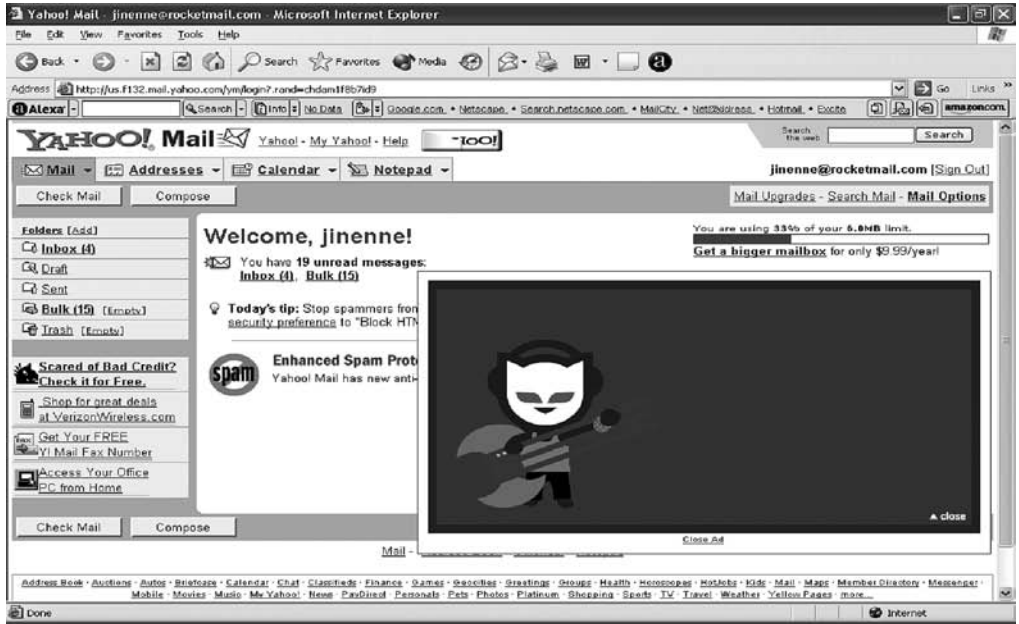 Yahoo! Mail - jinenne@rocketmail.com - Microsoft Internet Explorer
File Edit View Favorites Tools Help
Back Search Favorites Media
Address http://us.f132.mail.yahoo.com/ym/login?.rand=chdam1f8b7id9 Go Links
Alexa Search Info No Data Google.com Netscape Search.netscape.com MailCity Hotmail Excite amazon.com
YAHOO! Mail Yahoo! - My Yahoo! - Help Search the web Search
Mail Addresses Calendar Notepad jinenne@rocketmail.com [Sign Out]
Check Mail Compose Mail Upgrades - Search Mail - Mail Options
Folders [Add]
Inbox (4)
Draft
Sent
Bulk (15) [Empty]
Trash [Empty]
Scared of Bad Credit?
Check it for Free.
Shop for great deals
at VerizonWireless.com
Get Your FREE
Y! Mail Fax Number
Access Your Office
PC from Home
Welcome, jinenne!
You have 19 unread messages:
Inbox (4), Bulk (15)
Today's tip: Stop spammers fron
security preference to "Block HTM
spam
Enhanced Spam Prot
Yahoo! Mail has new anti-
You are using 33% of your 6.0MB limit.
Get a bigger mailbox for only $9.99/year!
close
Close Ad
Check Mail Compose
Mail -
Address Book · Auctions · Autos · Briefcase · Calendar · Chat · Classifieds · Finance · Games · Geocities · Greetings · Groups · Health · Horoscopes · HotJobs · Kids · Mail · Maps · Member Directory · Messenger ·
Mobile · Movies · Music · My Yahoo! · News · PayDirect · Personals · Pets · Photos · Platinum · Shopping · Sports · TV · Travel · Weather · Yellow Pages · more...
Done Internet